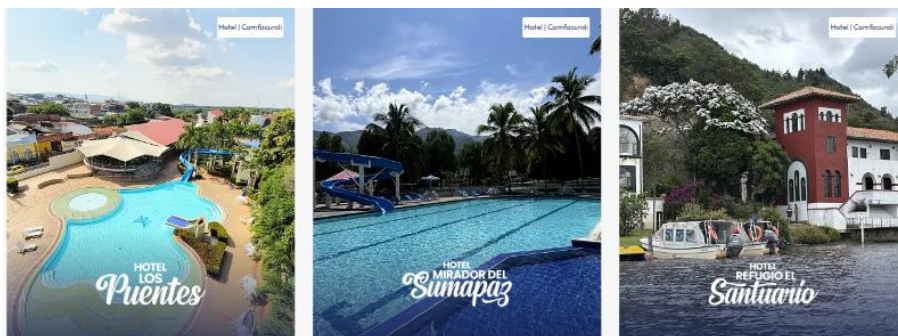 Hotel | Comfacundi
HOTEL
LOS
Puentes
Hotel | Comfacundi
HOTEL
MIRADOR DEL
Sumapaz
Hotel | Comfacundi
HOTEL
REFUGIO EL
Santuario